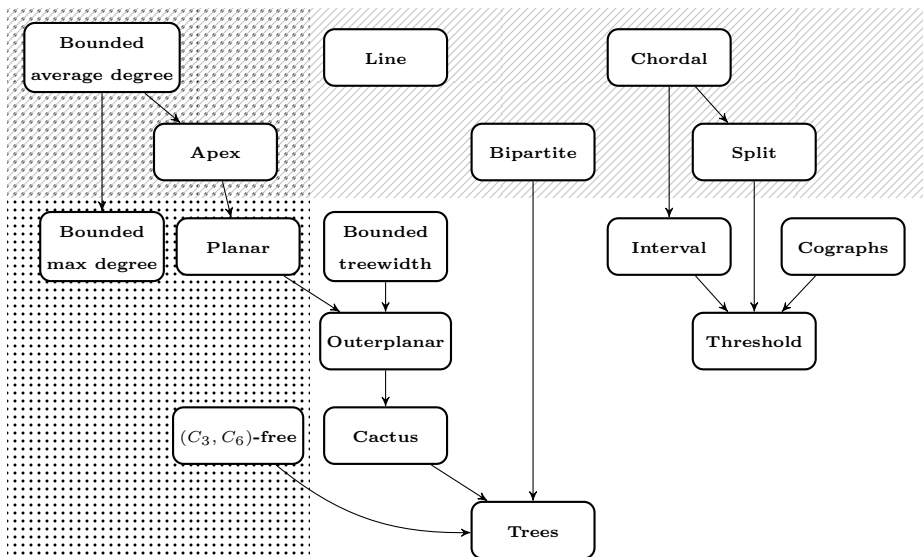 Bounded
average degree
Line
Chordal
Apex
Bipartite
Split
Bounded
max degree
Planar
Bounded
treewidth
Interval
Cographs
Outerplanar
Threshold
(C₃, C₆)-free
Cactus
Trees